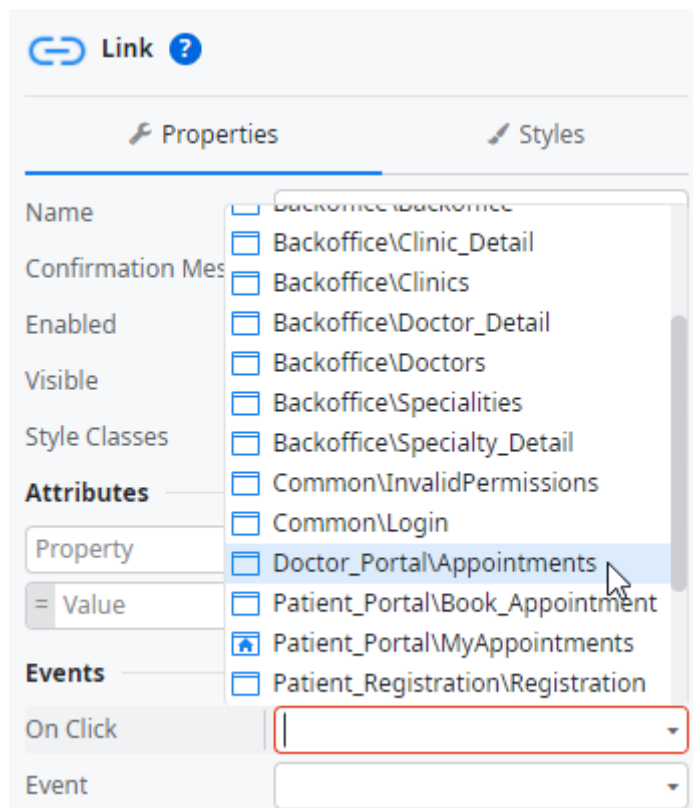 Link ?
Properties Styles
Name
Backoffice\Backoffice
Confirmation Mes
Backoffice\Clinic_Detail
Backoffice\Clinics
Enabled
Backoffice\Doctor_Detail
Backoffice\Doctors
Visible
Backoffice\Specialities
Style Classes
Backoffice\Specialty_Detail
Attributes
Common\InvalidPermissions
Common\Login
Property
Doctor_Portal\Appointments
= Value
Patient_Portal\Book_Appointment
Patient_Portal\MyAppointments
Events
Patient_Registration\Registration
On Click
Event